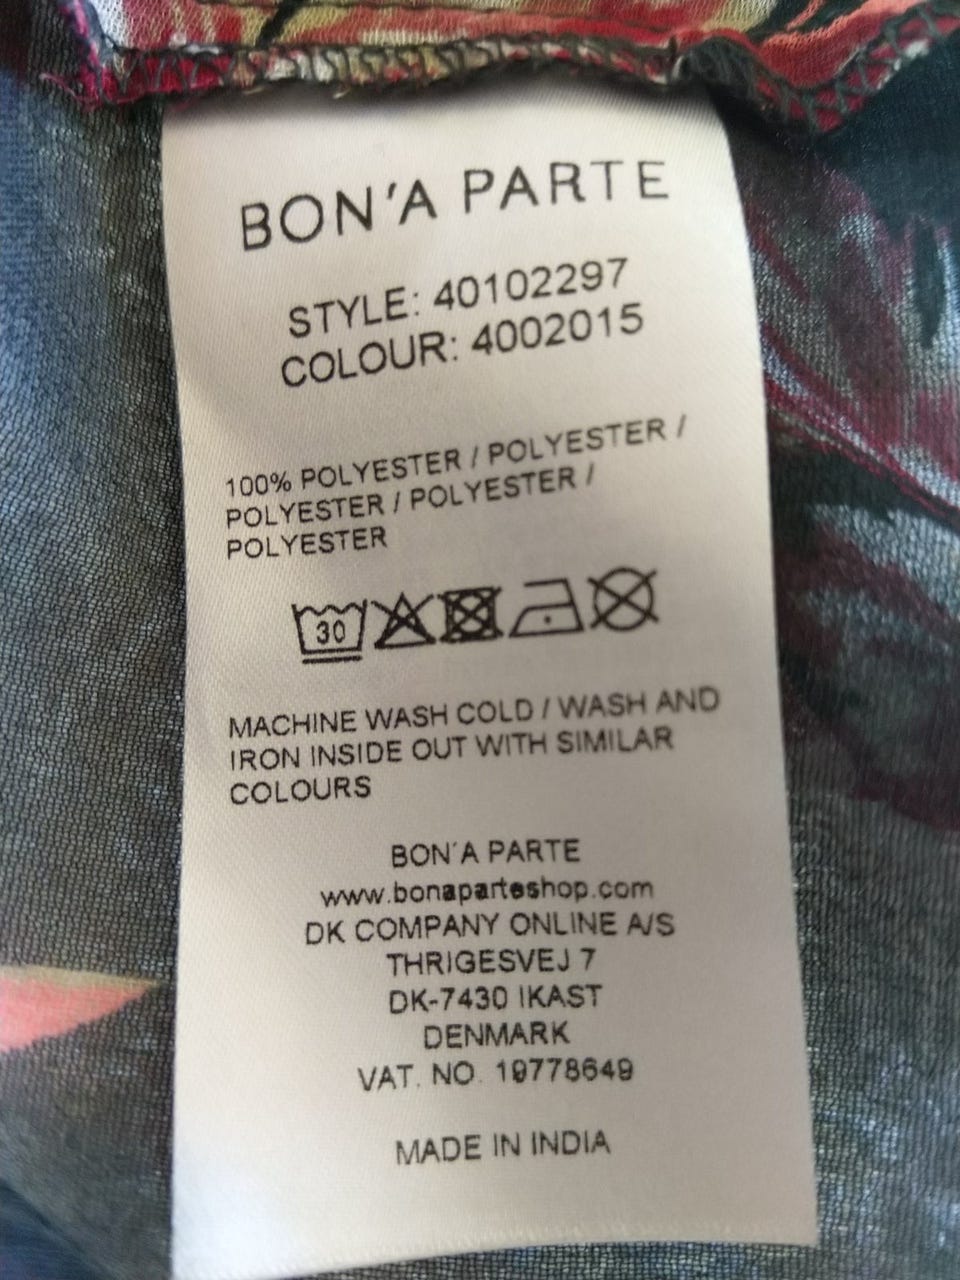 BON'A PARTE
STYLE: 40102297
COLOUR: 4002015
100% POLYESTER / POLYESTER /
POLYESTER / POLYESTER /
POLYESTER
30
MACHINE WASH COLD / WASH AND
IRON INSIDE OUT WITH SIMILAR
COLOURS
BON´A PARTE
www.bonaparteshop.com
DK COMPANY ONLINE A/S
THRIGESVEJ 7
DK-7430 IKAST
DENMARK
VAT. NO. 19778649
MADE IN INDIA